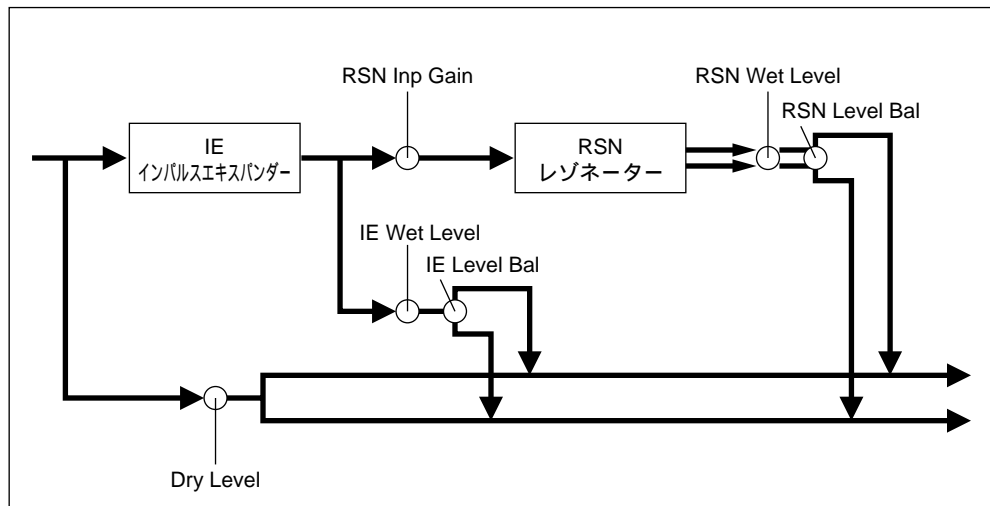 RSN Inp Gain
RSN Wet Level
RSN Level Bal
IE
インパルスエキスパンダー
RSN
レゾネーター
IE Wet Level
IE Level Bal
Dry Level